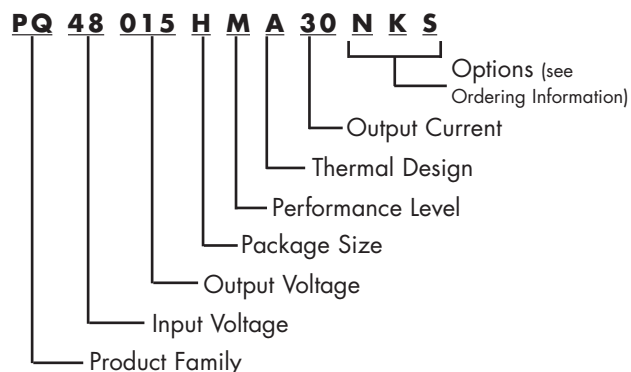 PQ 48 015 H M A 30 N K S
Options (see
Ordering Information)
Output Current
Thermal Design
Performance Level
Package Size
Output Voltage
Input Voltage
Product Family